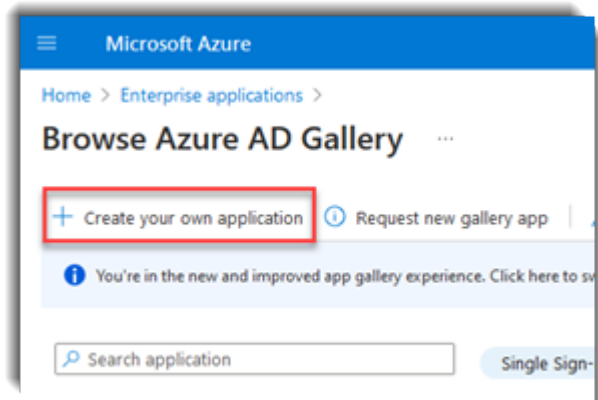 Microsoft Azure
Home > Enterprise applications >
Browse Azure AD Gallery ...
+ Create your own application Request new gallery app
You're in the new and improved app gallery experience. Click here to
Search application Single Sign-